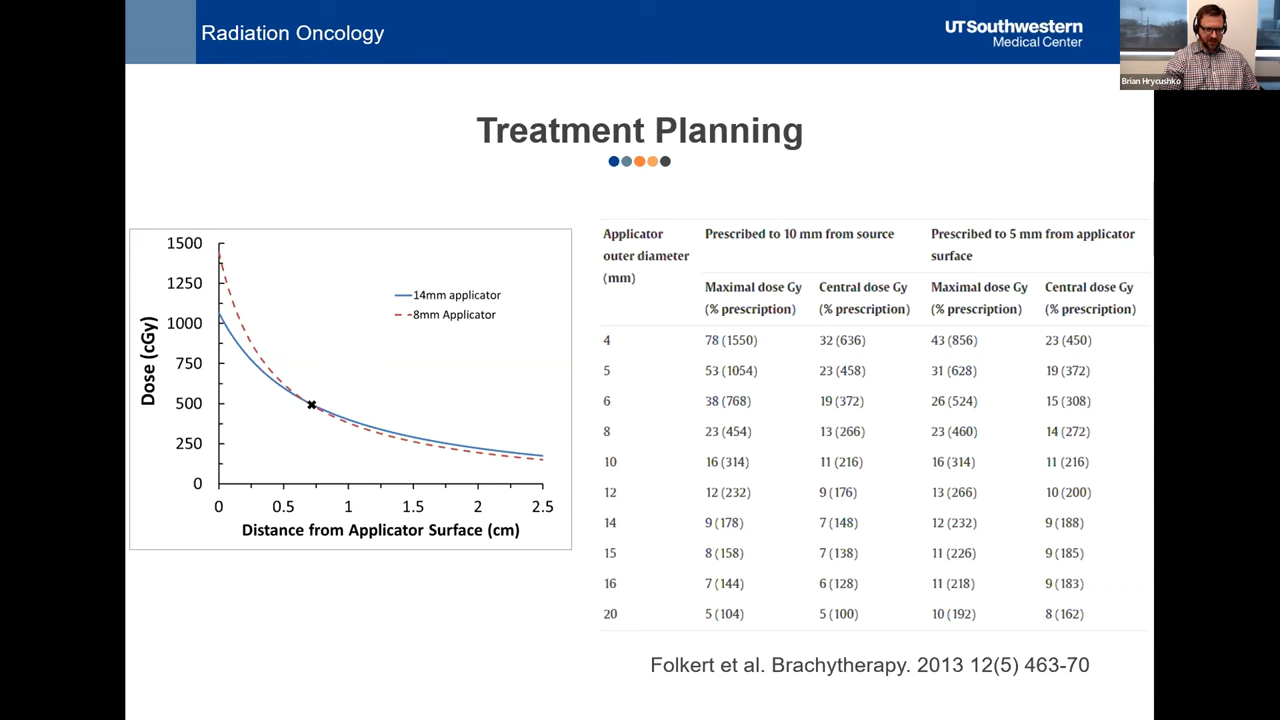 Radiation Oncology
UTSouthwestern
Medical Center
Brian Hrycushko
Treatment Planning
1500
1250
1000
750
500
250
0
Dose (cGy)
14mm applicator
8mm Applicator
0 0.5 1 1.5 2 2.5
Distance from Applicator Surface (cm)
Applicator Prescribed to 10 mm from source Prescribed to 5 mm from applicator
outer diameter surface
(mm)
Maximal dose Gy Central dose Gy Maximal dose Gy Central dose Gy
(% prescription) (% prescription) (% prescription) (% prescription)
4 78 (1550) 32 (636) 43 (856) 23 (450)
5 53 (1054) 23 (458) 31 (628) 19 (372)
6 38 (768) 19 (372) 26 (524) 15 (308)
8 23 (454) 13 (266) 23 (460) 14 (272)
10 16 (314) 11 (216) 16 (314) 11 (216)
12 12 (232) 9 (176) 13 (266) 10 (200)
14 9 (178) 7 (148) 12 (232) 9 (188)
15 8 (158) 7 (138) 11 (226) 9 (185)
16 7 (144) 6 (128) 11 (218) 9 (183)
20 5 (104) 5 (100) 10 (192) 8 (162)
Folkert et al. Brachytherapy. 2013 12(5) 463-70